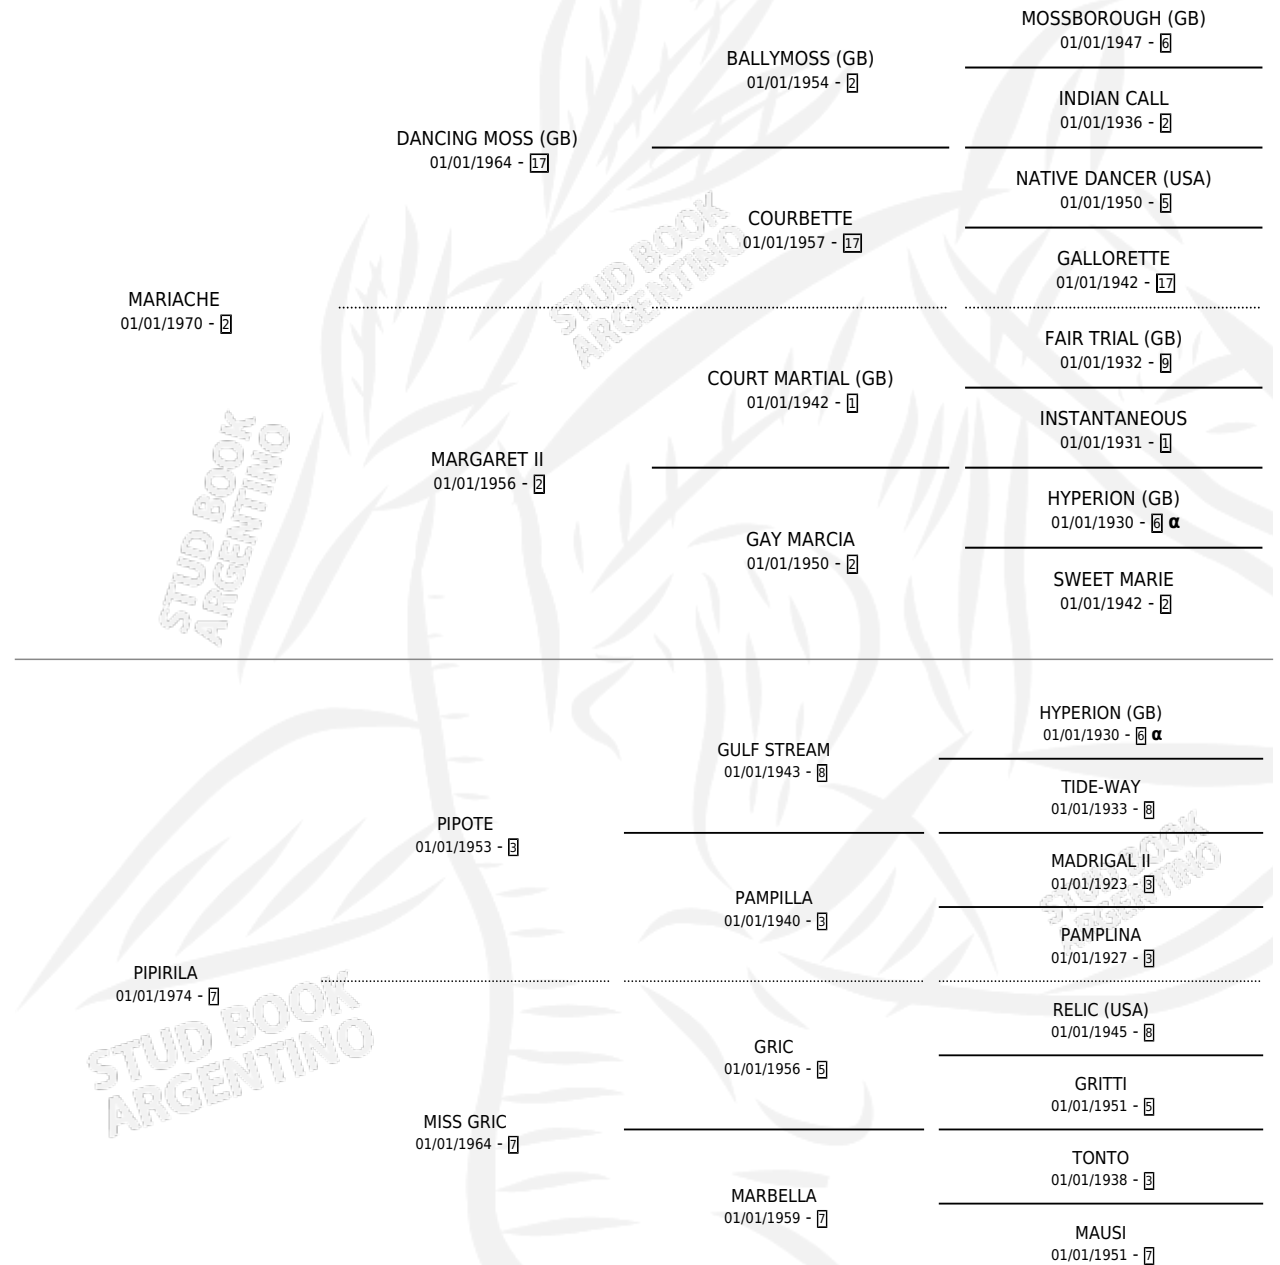 MOSSBOROUGH (GB)
01/01/1947 - 6
BALLYMOSS (GB)
01/01/1954 - 2
INDIAN CALL
01/01/1936 - 2
DANCING MOSS (GB)
01/01/1964 - 17
NATIVE DANCER (USA)
01/01/1950 - 5
COURBETTE
01/01/1957 - 17
GALLORETTE
01/01/1942 - 17
MARIACHE
01/01/1970 - 2
FAIR TRIAL (GB)
01/01/1932 - 9
COURT MARTIAL (GB)
01/01/1942 - 1
INSTANTANEOUS
01/01/1931 - 1
MARGARET II
01/01/1956 - 2
HYPERION (GB)
01/01/1930 - 6 α
GAY MARCIA
01/01/1950 - 2
SWEET MARIE
01/01/1942 - 2
HYPERION (GB)
01/01/1930 - 6 α
GULF STREAM
01/01/1943 - 8
TIDE-WAY
01/01/1933 - 8
PIPOTE
01/01/1953 - 3
MADRIGAL II
01/01/1923 - 3
PAMPILLA
01/01/1940 - 3
PAMPLINA
01/01/1927 - 3
PIPIRILA
01/01/1974 - 7
RELIC (USA)
01/01/1945 - 8
GRIC
01/01/1956 - 5
GRITTI
01/01/1951 - 5
MISS GRIC
01/01/1964 - 7
TONTO
01/01/1938 - 3
MARBELLA
01/01/1959 - 7
MAUSI
01/01/1951 - 7
STUD BOOK
ARGENTINO
STUD BOOK
ARGENTINO
STUD BOOK
ARGENTINO
STUD BOOK
ARGENTINO